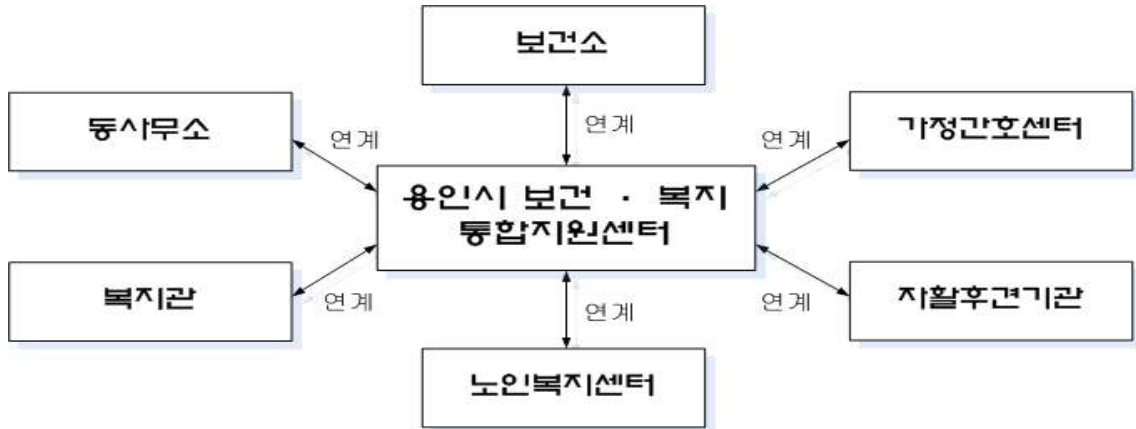 보건소
동사무소
연계
가정간호센터
연계
연계
용인시 보건 · 복지
통합지원센터
복지관
연계
연계
연계
자활후견기관
노인복지센터